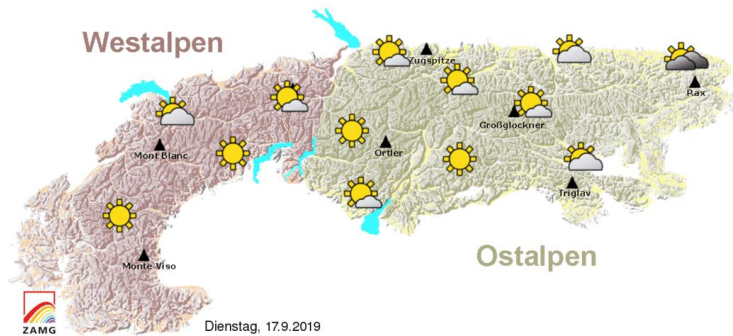 Westalpen
Zugspitze
Rax
Großglockner
Mont Blanc
Ortler
Triglav
Ostalpen
Monte Viso
ZAMG
Dienstag, 17.9.2019